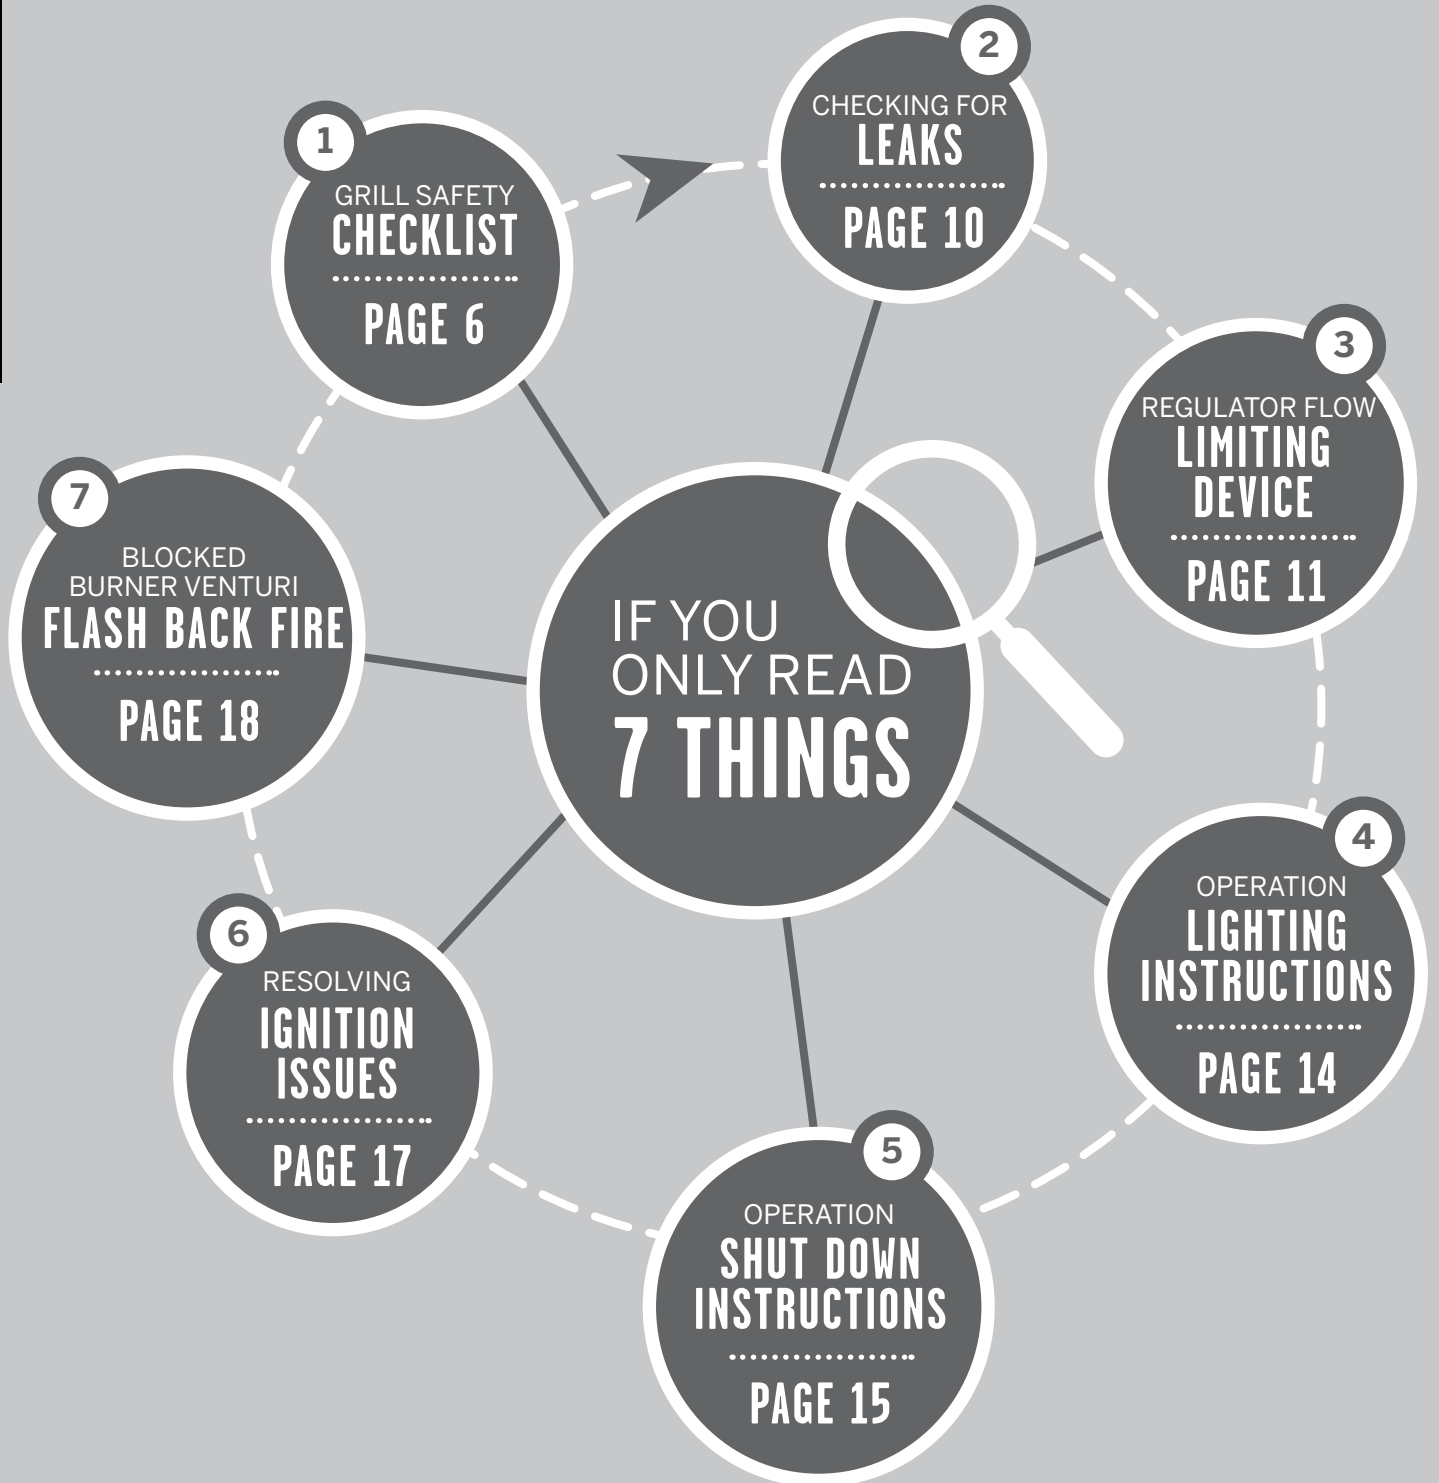 IF YOU
ONLY READ
7 THINGS
1
GRILL SAFETY
CHECKLIST
PAGE 6
2
CHECKING FOR
LEAKS
PAGE 10
3
REGULATOR FLOW
LIMITING
DEVICE
PAGE 11
4
OPERATION
LIGHTING
INSTRUCTIONS
PAGE 14
5
OPERATION
SHUT DOWN
INSTRUCTIONS
PAGE 15
6
RESOLVING
IGNITION
ISSUES
PAGE 17
7
BLOCKED
BURNER VENTURI
FLASH BACK FIRE
PAGE 18